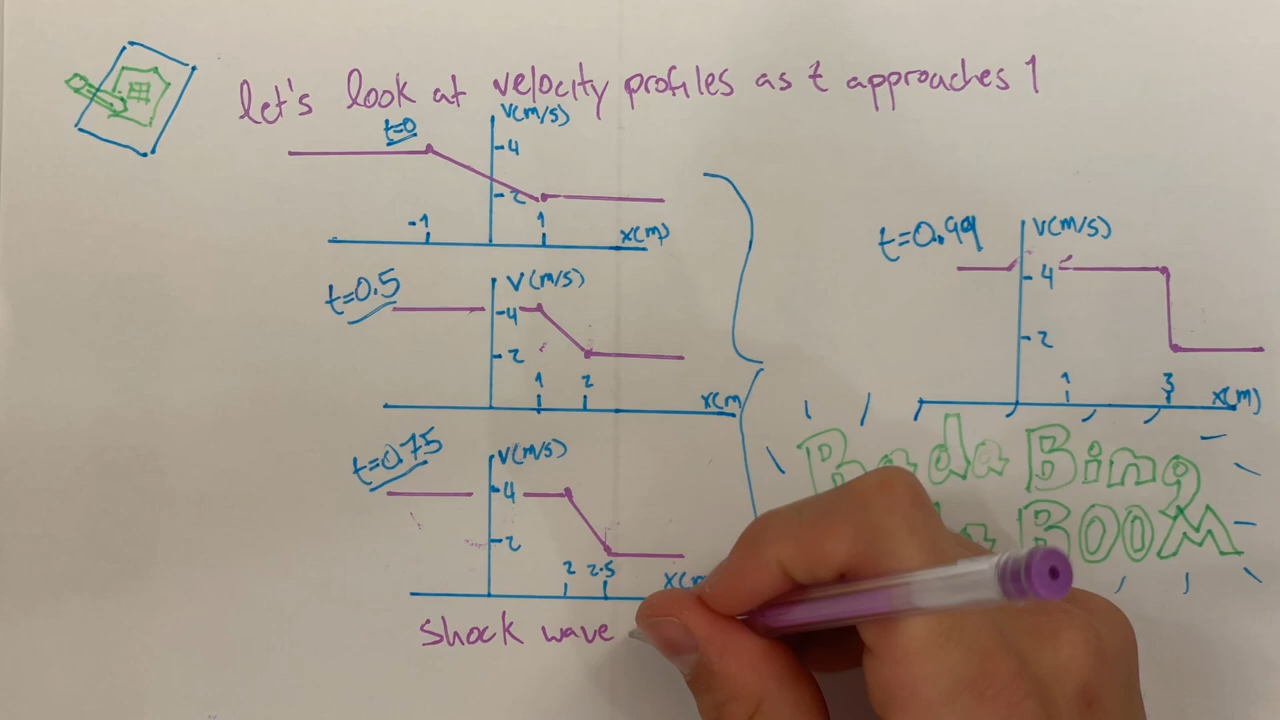 let's look at velocity profiles as t approaches 1
t=0
V(m/s)
4
2
-1
1
x(m)
t=0.5
V(m/s)
4
2
1
2
x(m
t=0.75
V(m/s)
4
2
2
2.5
x(m
t=0.99
V(m/s)
4
2
1
3
x(m)
Bada Bing
BOOM
Shock wave